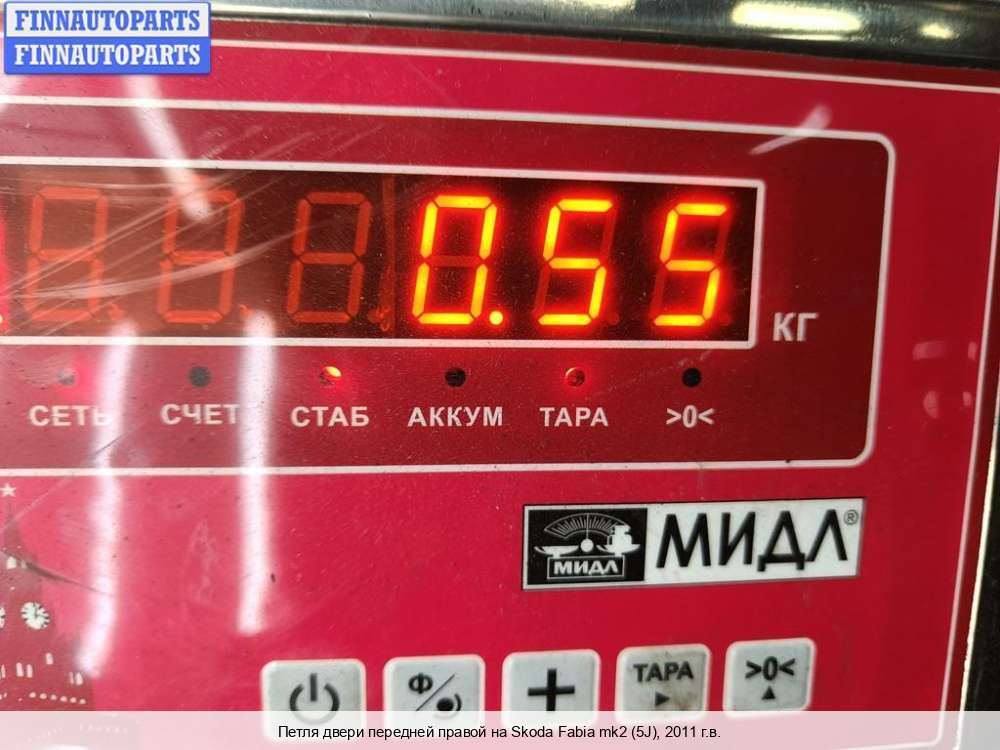 FINNAUTOPARTS
FINNAUTOPARTS
0.55
КГ
СЕТЬ СЧЕТ СТАБ АККУМ ТАРА >0<
МИДЛ МИДЛ®
Ф ТАРА >0<
Петля двери передней правой на Skoda Fabia mk2 (5J), 2011 г.в.